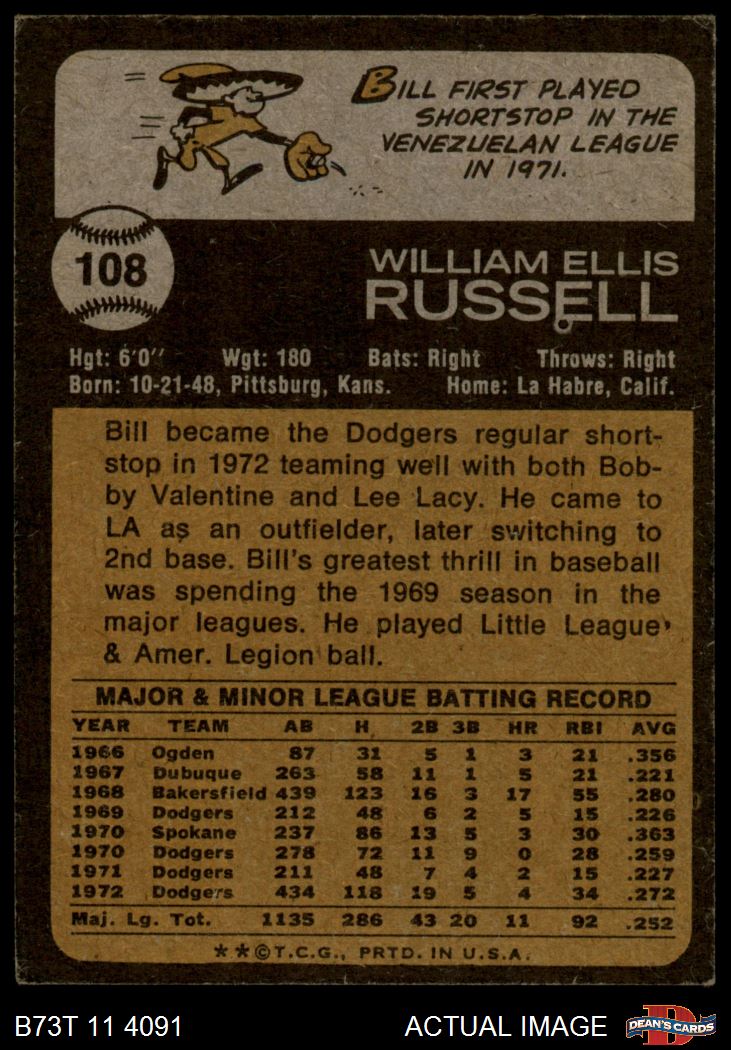 BILL FIRST PLAYED
SHORTSTOP IN THE
VENEZUELAN LEAGUE
IN 1971.
108
WILLIAM ELLIS
RUSSELL
Hgt: 6'0" Wgt: 180 Bats: Right Throws: Right
Born: 10-21-48, Pittsburg, Kans. Home: La Habre, Calif.
Bill became the Dodgers regular short-
stop in 1972 teaming well with both Bob-
by Valentine and Lee Lacy. He came to
LA as an outfielder, later switching to
2nd base. Bill's greatest thrill in baseball
was spending the 1969 season in the
major leagues. He played Little League
& Amer. Legion ball.
MAJOR & MINOR LEAGUE BATTING RECORD
YEAR TEAM AB H 2B 3B HR RBI AVG
1966 Ogden 87 31 5 1 3 21 .356
1967 Dubuque 263 58 11 1 5 21 .221
1968 Bakersfield 439 123 16 3 17 55 .280
1969 Dodgers 212 48 6 2 5 15 .226
1970 Spokane 237 86 13 5 3 30 .363
1970 Dodgers 278 72 11 9 0 28 .259
1971 Dodgers 211 48 7 4 2 15 .227
1972 Dodgers 434 118 19 5 4 34 .272
Maj. Lg. Tot. 1135 286 43 20 11 92 .252
**©T.C.G., PRTD. IN U.S.A.
B73T 11 4091 ACTUAL IMAGE D DEAN'S CARDS